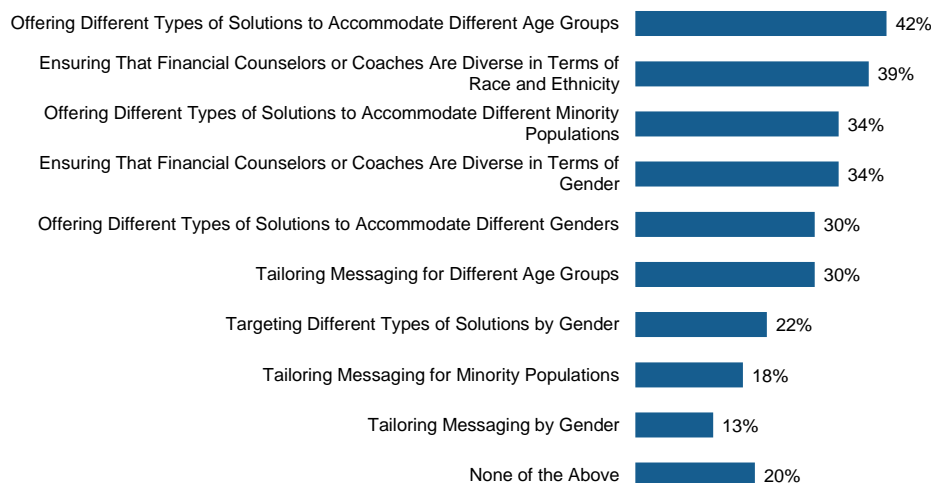 Offering Different Types of Solutions to Accommodate Different Age Groups 42%
Ensuring That Financial Counselors or Coaches Are Diverse in Terms of
Race and Ethnicity 39%
Offering Different Types of Solutions to Accommodate Different Minority
Populations 34%
Ensuring That Financial Counselors or Coaches Are Diverse in Terms of
Gender 34%
Offering Different Types of Solutions to Accommodate Different Genders 30%
Tailoring Messaging for Different Age Groups 30%
Targeting Different Types of Solutions by Gender 22%
Tailoring Messaging for Minority Populations 18%
Tailoring Messaging by Gender 13%
None of the Above 20%